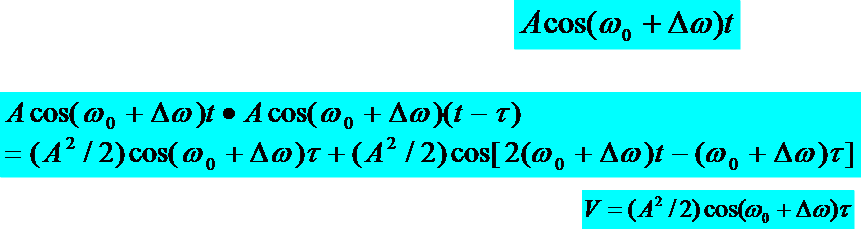 Acos(ω₀ + Δω)t
A cos(ω₀ + Δω)t • A cos(ω₀ + Δω)(t − τ)
= (A² / 2) cos(ω₀ + Δω)τ + (A² / 2) cos[2(ω₀ + Δω)t − (ω₀ + Δω)τ]
V = (A² / 2) cos(ω₀ + Δω)τ